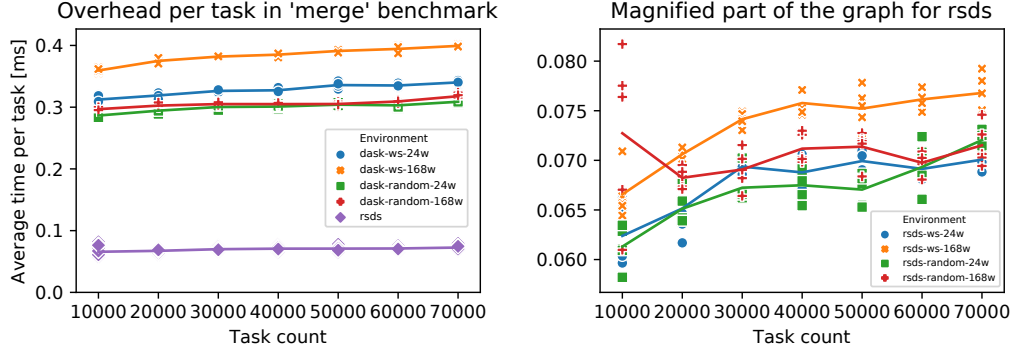 Overhead per task in 'merge' benchmark
Average time per task [ms]
0.4
0.3
0.2
0.1
0.0
Environment
dask-ws-24w
dask-ws-168w
dask-random-24w
dask-random-168w
rsds
10000 20000 30000 40000 50000 60000 70000
Task count
Magnified part of the graph for rsds
0.080
0.075
0.070
0.065
0.060
Environment
rsds-ws-24w
rsds-ws-168w
rsds-random-24w
rsds-random-168w
10000 20000 30000 40000 50000 60000 70000
Task count